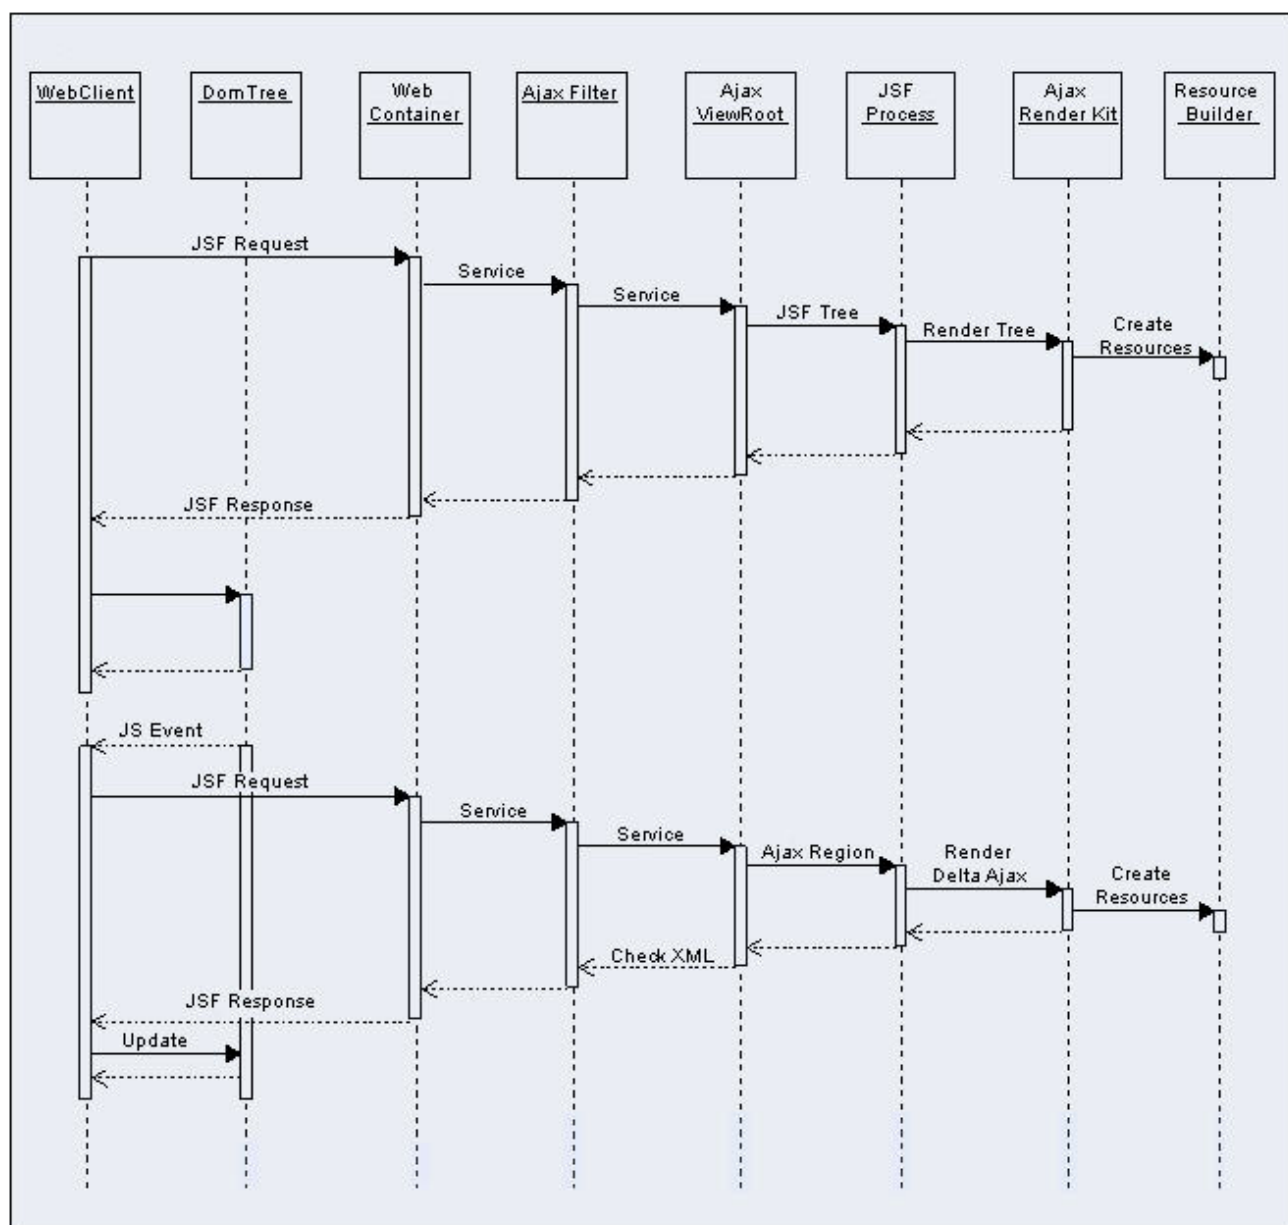 WebClient
DomTree
Web
Container
Ajax Filter
Ajax
ViewRoot
JSF
Process
Ajax
Render Kit
Resource
Builder
JSF Request
Service
Service
JSF Tree
Render Tree
Create
Resources
JSF Response
JS Event
JSF Request
Service
Service
Ajax Region
Render
Delta Ajax
Create
Resources
Check XML
JSF Response
Update